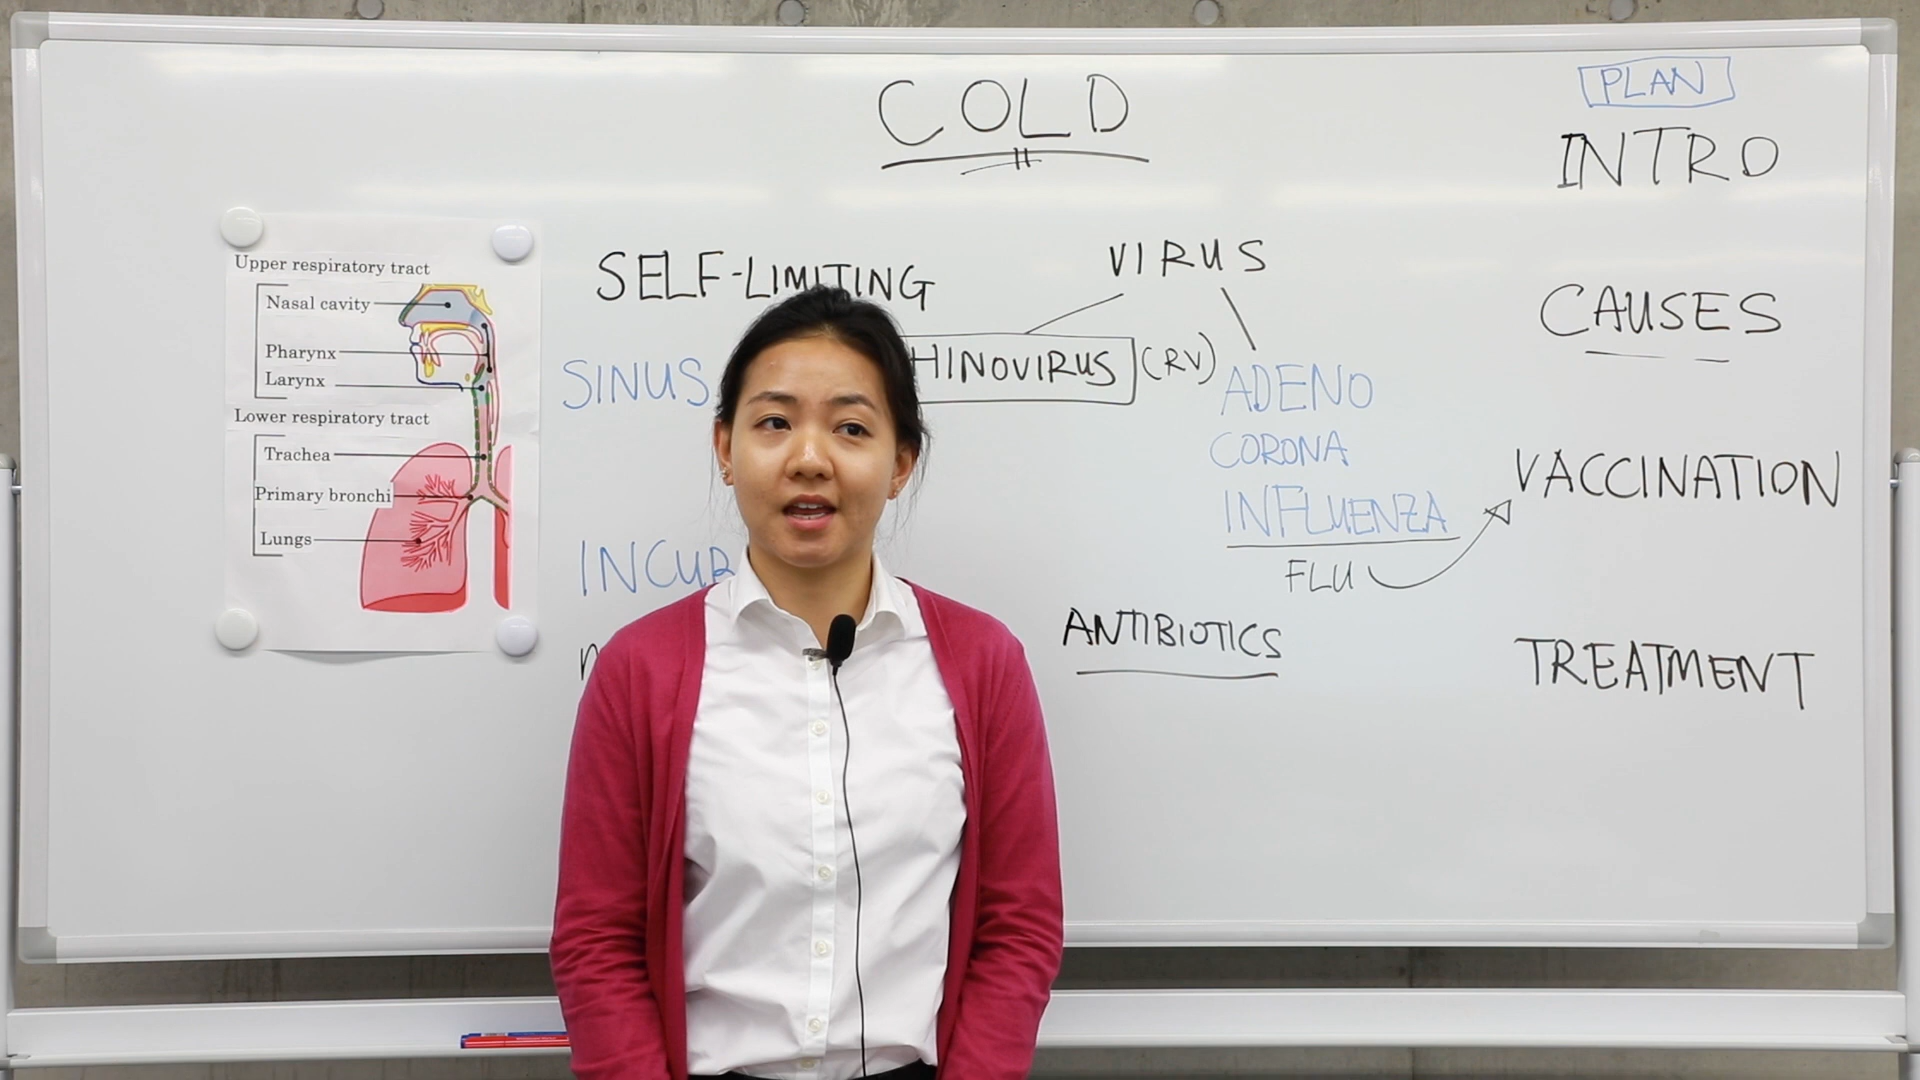 COLD
PLAN
INTRO
CAUSES
VACCINATION
TREATMENT
Upper respiratory tract
Nasal cavity
Pharynx
Larynx
Lower respiratory tract
Trachea
Primary bronchi
Lungs
SELF-LIMITING
SINUS
INCUB
VIRUS
HINOVIRUS (RV)
ADENO
CORONA
INFLUENZA
FLU
ANTIBIOTICS